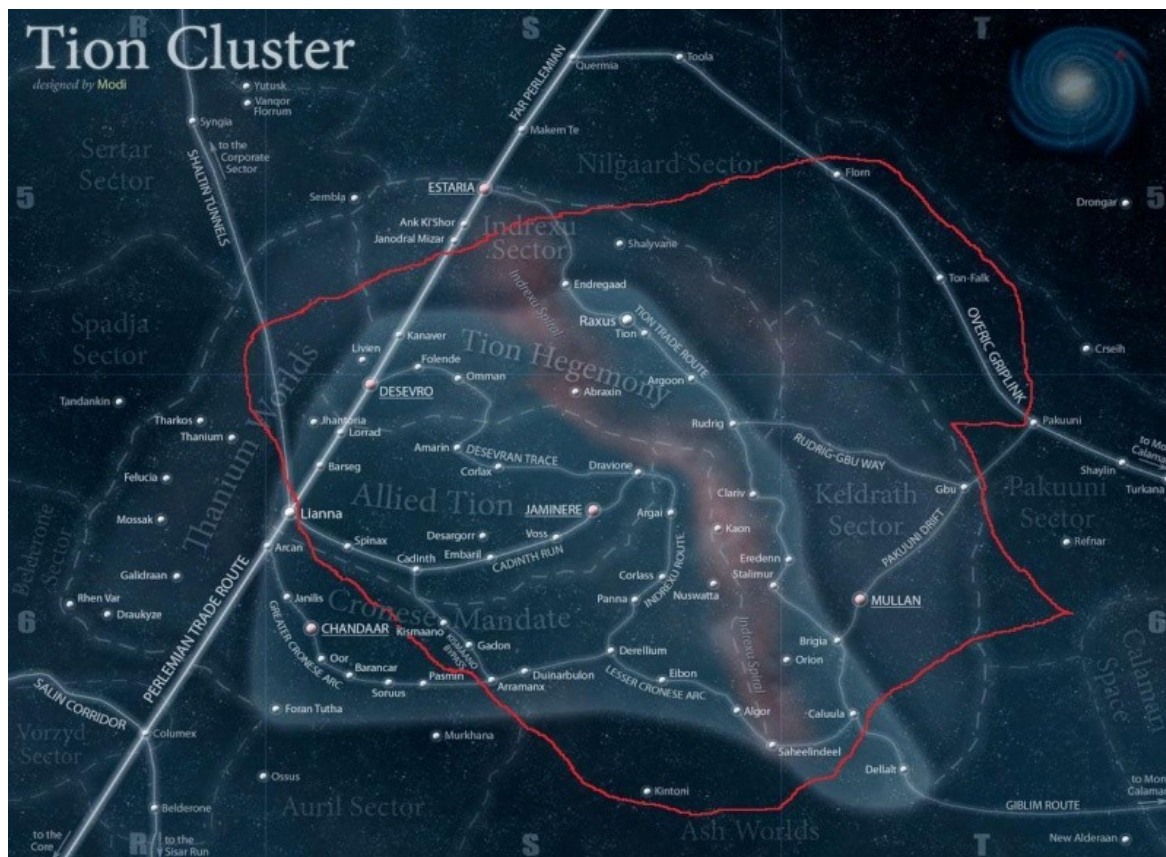 R
S
T
Tion Cluster
designed by Modi
Yutusk
Vanqor
Florrum
Syngia
to the
Corporate
Sector
SHALTIN TUNNELS
Sertar
Sector
5
FAR PERLEMIAN
Quermia
Toola
Makem Te
Nilgaard Sector
ESTARIA
Sembla
Florn
5
Drongar
Ank Ki'Shor
Janodral Mizar
Indrexu
Sector
Shalyvane
Ton-Falk
Endregaad
Indrexu Spiral
Raxus
Tion
TION TRADE ROUTE
OVERIC GRIPLINK
Spadja
Sector
Kanaver
Livien
Folende
Tion Hegemony
Crseih
DESEVRO
Omman
Argoon
Abraxin
Tandankin
Tharkos
Thanium
Thanium Worlds
Jhantoria
Lorrad
Rudrig
Pakuuni
RUDRIG-GBU WAY
to Mon
Calamari
Amarin
DESEVRAN TRACE
Corlax
Dravione
Barseg
Felucia
Shaylin
Turkana
Gbu
Clariv
Keldrath
Sector
Pakuuni
Sector
Allied Tion
Lianna
JAMINERE
Argai
Mossak
Kaon
PAKUUNI DRIFT
Refnar
Desargorr
Voss
Spinax
Arcan
Cadinth
Embaril
CADINTH RUN
Eredenn
Stalimur
Sector
Galidraan
Corlass
INDREXU ROUTE
Nuswatta
Panna
MULLAN
Rhen Var
Draukyze
Janilis
Cronese Mandate
CHANDAAR
GREATER CRONESE ARC
Kismaano
KISMAANO
BYPASS
Gadon
6
Brigia
6
PERLEMIAN TRADE ROUTE
Oor
Barancar
Soruus
Pasmin
Arramanx
Duinarbulon
Derellium
Orion
Indrexu Spiral
Eibon
LESSER CRONESE ARC
SALIN CORRIDOR
Foran Tutha
Algor
Caluula
Calamari
Space
Vorzyd
Sector
Columex
Murkhana
Saheelindeel
Dellalt
Ossus
Kintoni
to Mon
Calamari
Auril Sector
Belderone
GIBLIM ROUTE
Ash Worlds
to the
Core
R
to the
Sisar Run
S
T
New Alderaan